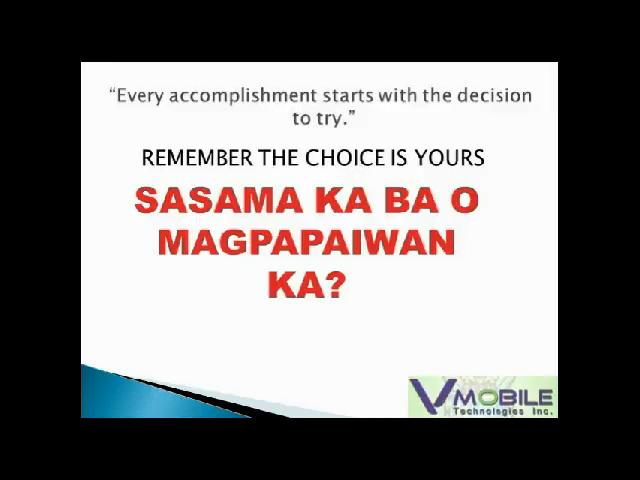 “Every accomplishment starts with the decision
to try.”
REMEMBER THE CHOICE IS YOURS
SASAMA KA BA O
MAGPAPAIWAN
KA?
VMOBILE
Technologies Inc.